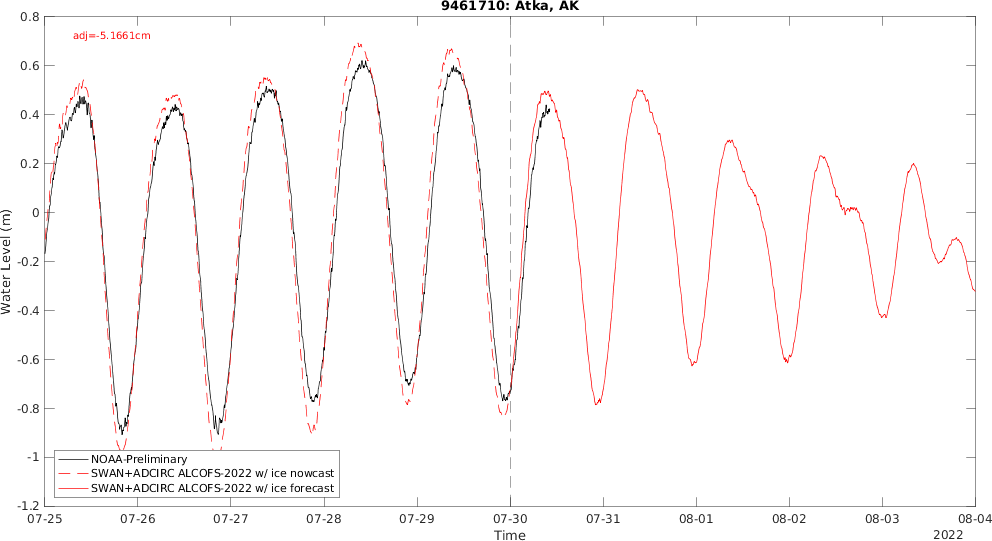 9461710: Atka, AK
adj=-5.1661cm
Water Level (m)
0.8
0.6
0.4
0.2
0
-0.2
-0.4
-0.6
-0.8
-1
-1.2
NOAA-Preliminary
SWAN+ADCIRC ALCOFS-2022 w/ ice nowcast
SWAN+ADCIRC ALCOFS-2022 w/ ice forecast
07-25 07-26 07-27 07-28 07-29 07-30 07-31 08-01 08-02 08-03 08-04
Time
2022